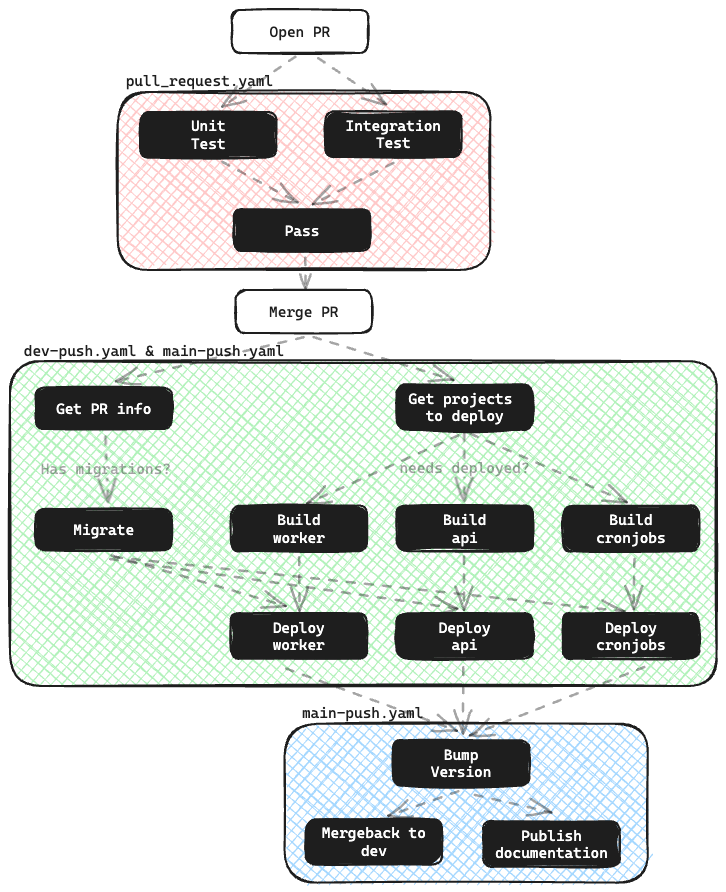 Open PR
pull_request.yaml
Unit
Test
Integration
Test
Pass
Merge PR
dev-push.yaml & main-push.yaml
Get PR info
Get projects
to deploy
Has migrations?
needs deployed?
Migrate
Build
worker
Build
api
Build
cronjobs
Deploy
worker
Deploy
api
Deploy
cronjobs
main-push.yaml
Bump
Version
Mergeback to
dev
Publish
documentation